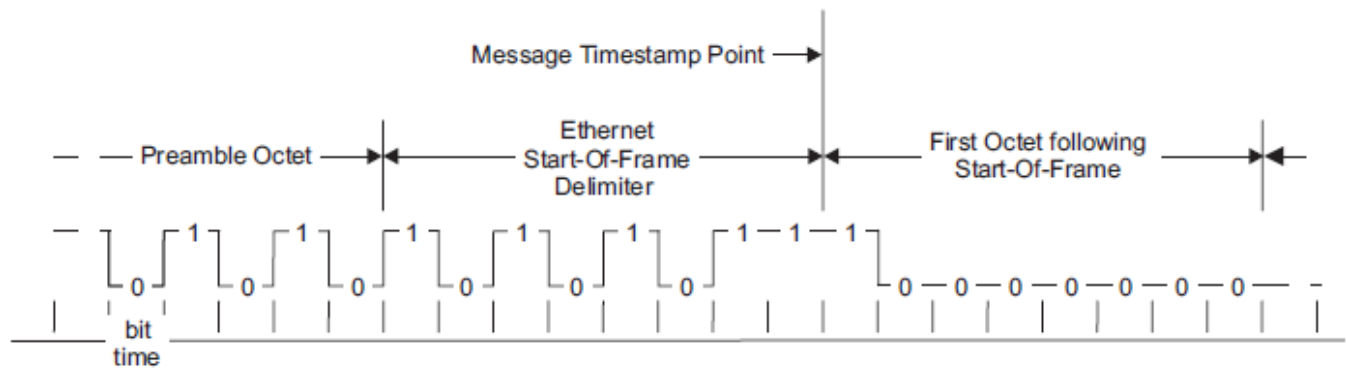 Message Timestamp Point
Preamble Octet
Ethernet
Start-Of-Frame
Delimiter
First Octet following
Start-Of-Frame
0 1 0 1 0 1 0 1 0 1 0 1 1 1 0 0 0 0 0 0 0
bit
time